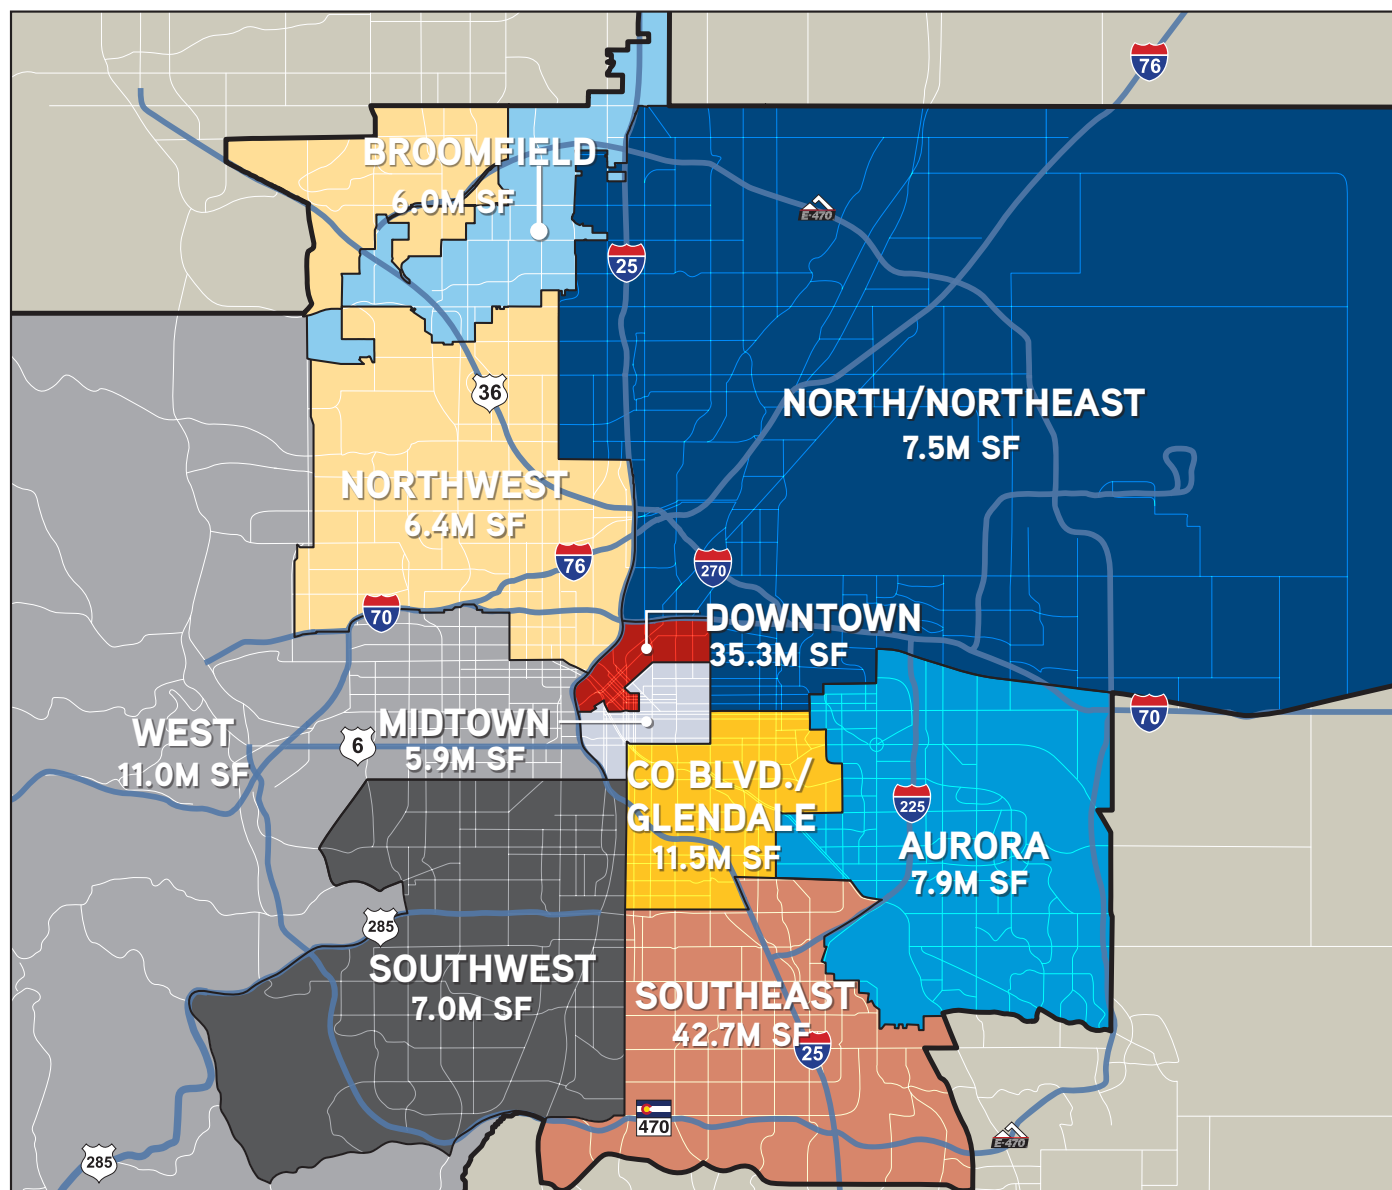 76
BROOMFIELD
6.0M SF
E-470
25
36
NORTH/NORTHEAST
7.5M SF
NORTHWEST
6.4M SF
76
270
70
DOWNTOWN
35.3M SF
WEST
11.0M SF
6
MIDTOWN
5.9M SF
70
CO BLVD./
GLENDALE
11.5M SF
225
AURORA
7.9M SF
285
SOUTHWEST
7.0M SF
SOUTHEAST
42.7M SF
25
470
E-470
285